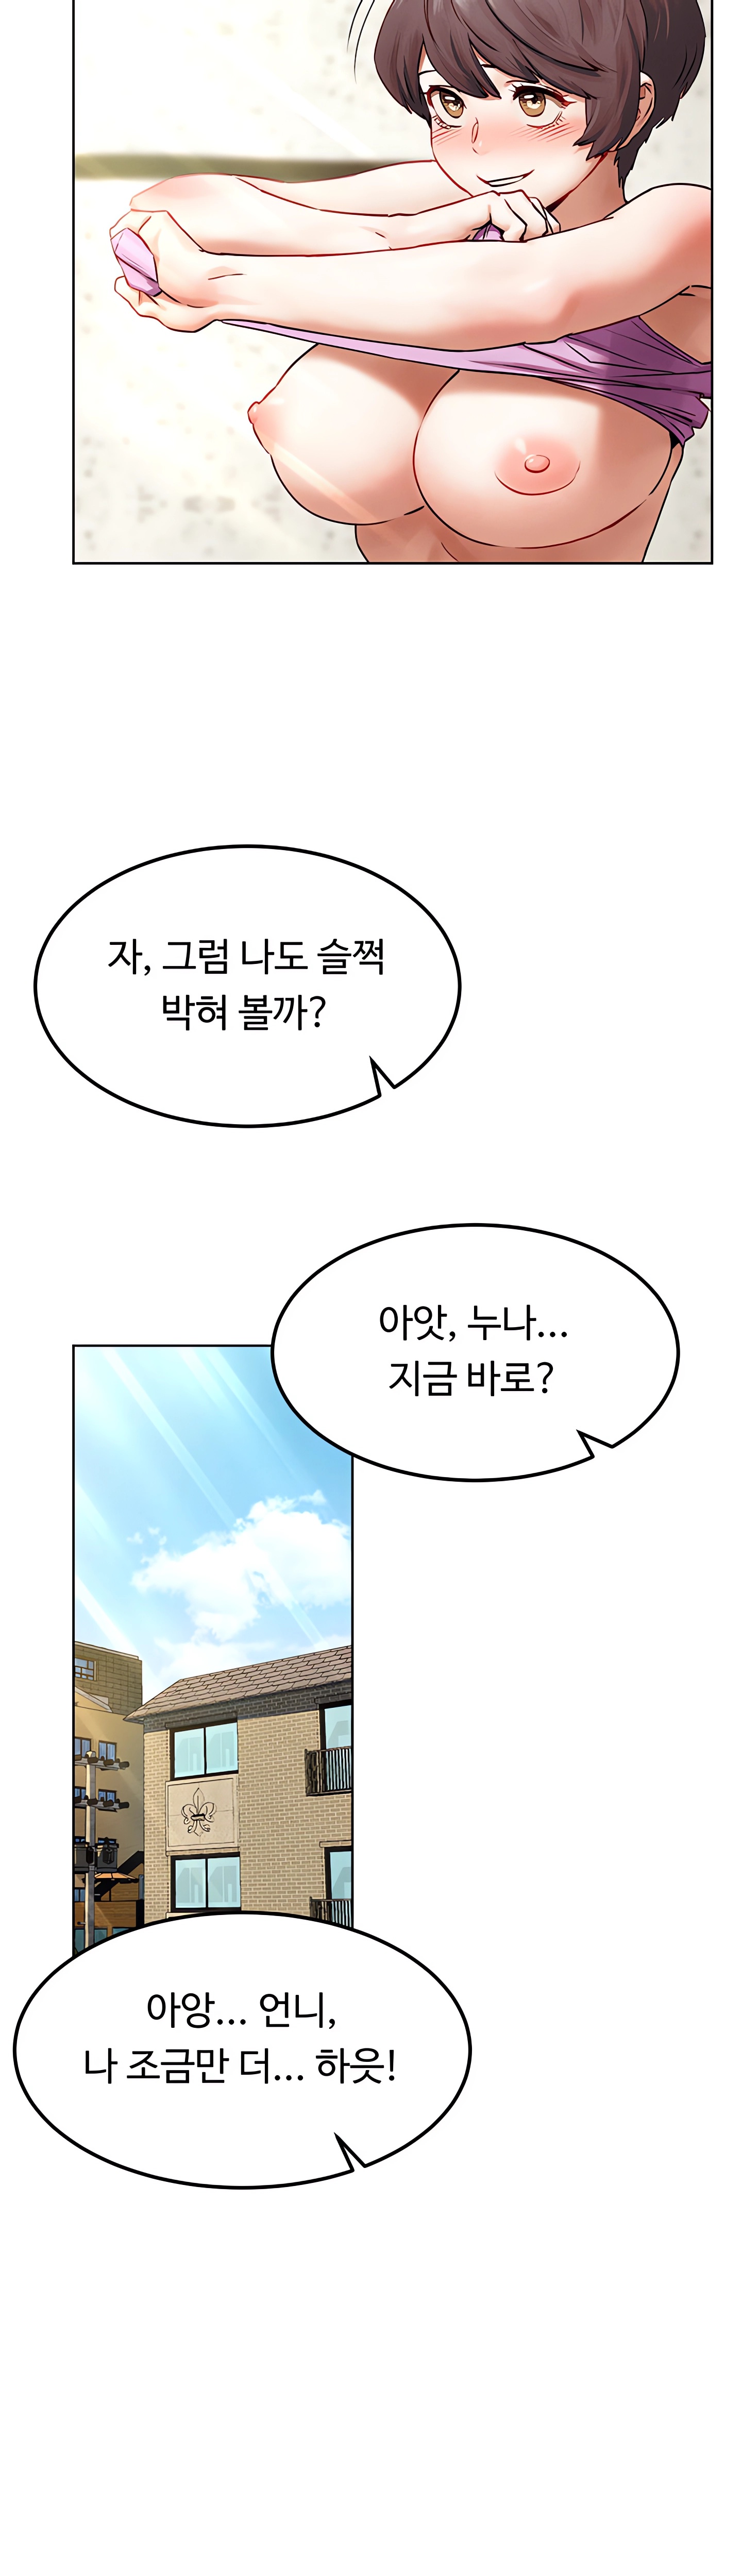 자, 그럼 나도 슬쩍
박혀 볼까?
아앗, 누나...
지금 바로?
아앙... 언니,
나 조금만 더... 하읏!